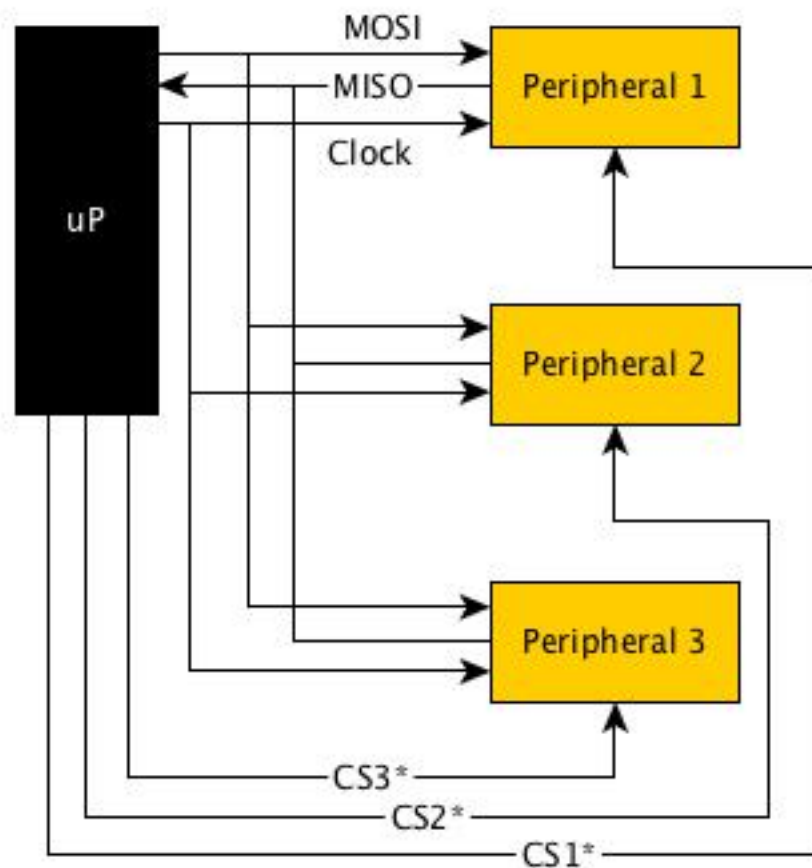 MOSI
MISO
Peripheral 1
Clock
uP
Peripheral 2
Peripheral 3
CS3*
CS2*
CS1*